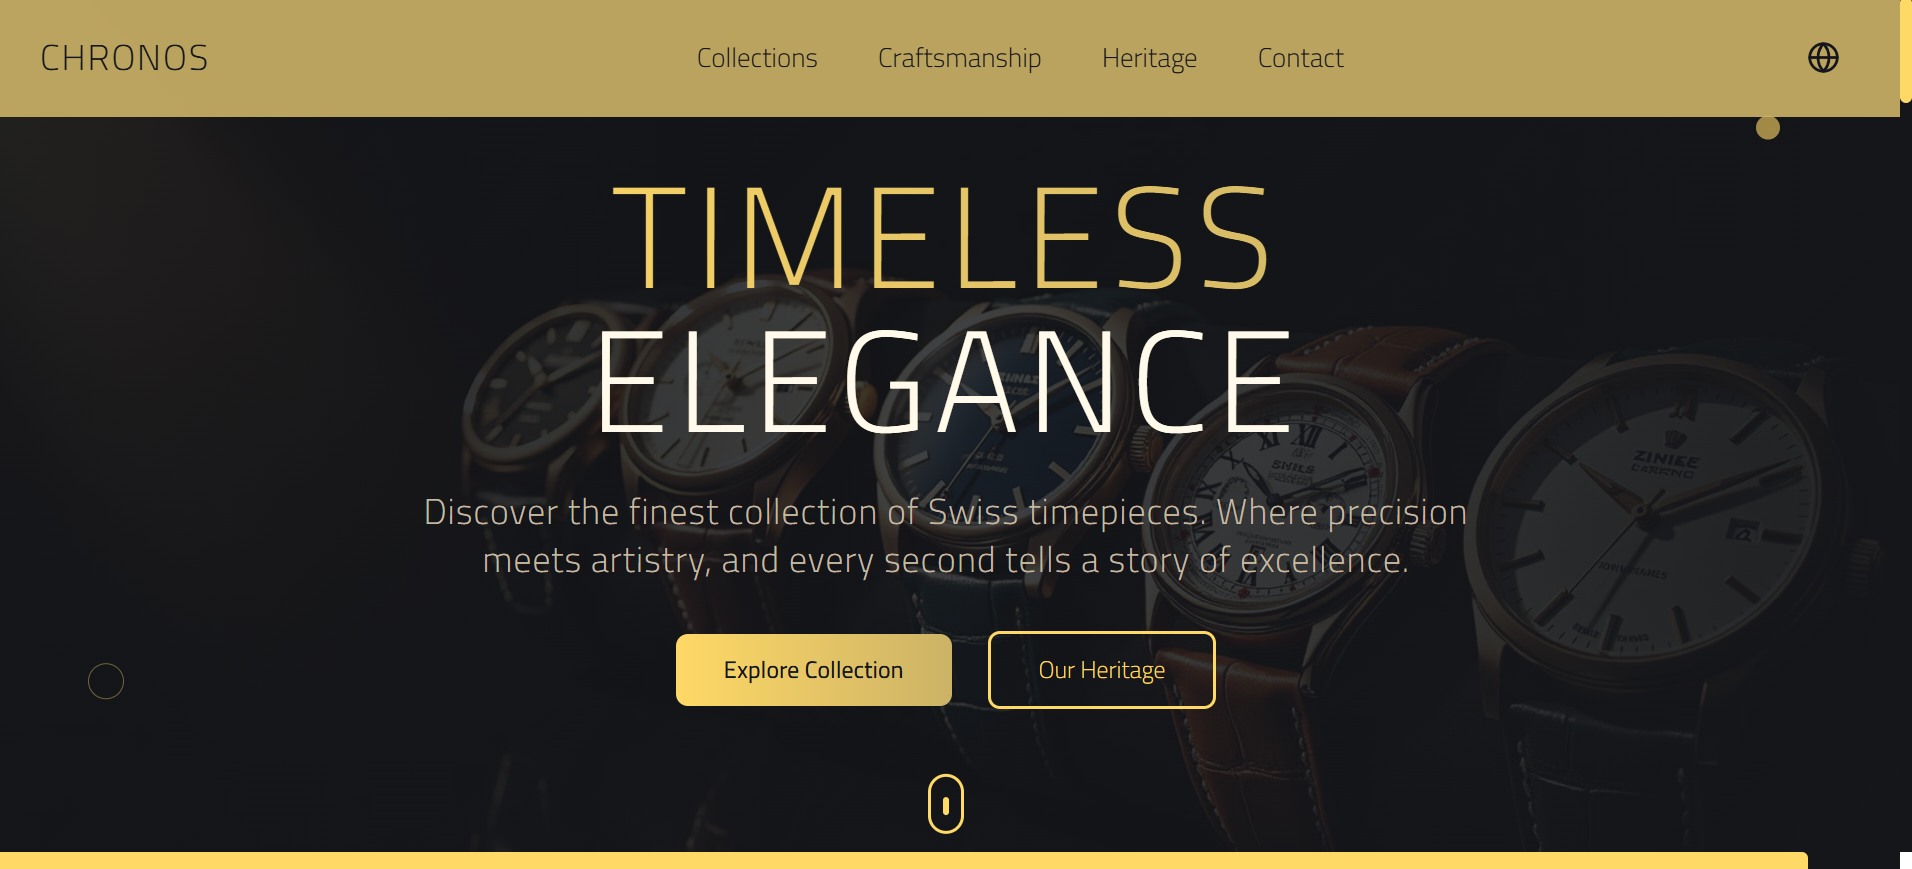 CHRONOS
Collections
Craftsmanship
Heritage
Contact
TIMELESS
ELEGANCE
Discover the finest collection of Swiss timepieces. Where precision
meets artistry, and every second tells a story of excellence.
Explore Collection
Our Heritage